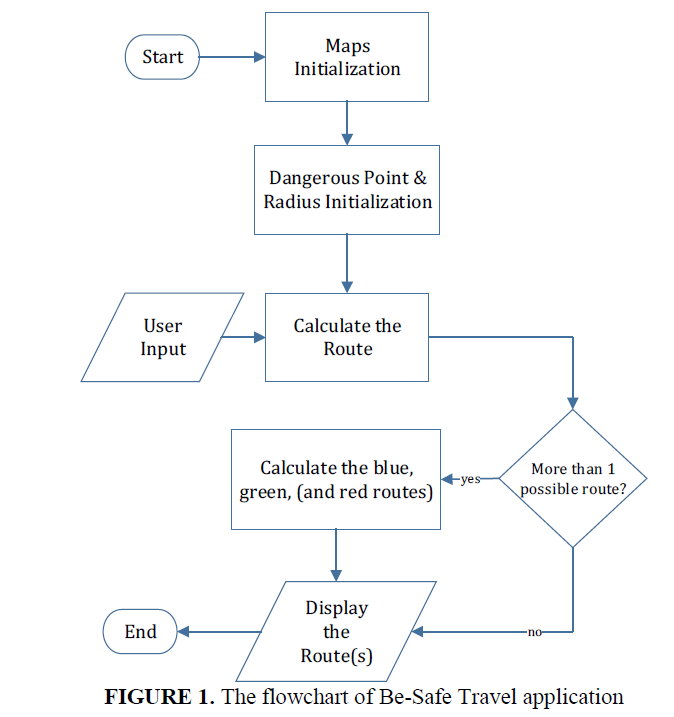 Start
Maps
Initialization
Dangerous Point &
Radius Initialization
User
Input
Calculate the
Route
More than 1
possible route?
yes
Calculate the blue,
green, (and red routes)
no
Display
the
Route(s)
End
FIGURE 1. The flowchart of Be-Safe Travel application